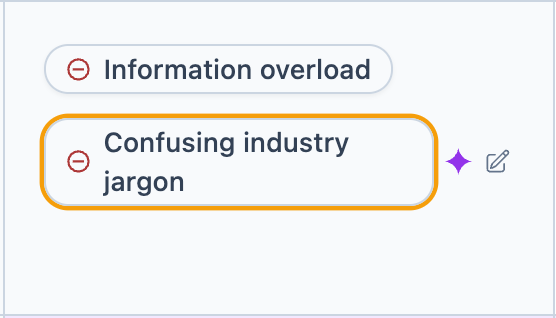 Information overload
Confusing industry
jargon